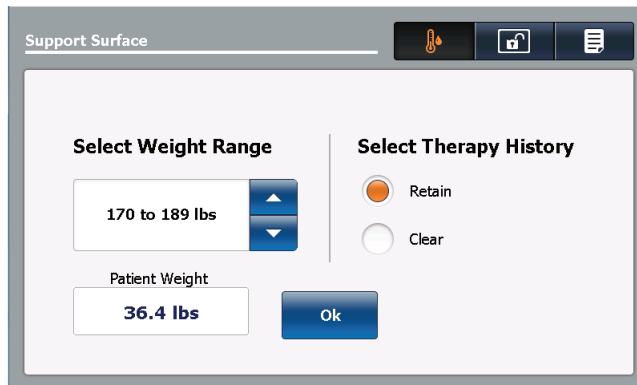 Support Surface
Select Weight Range
170 to 189 lbs
Patient Weight
36.4 lbs
Select Therapy History
Retain
Clear
Ok